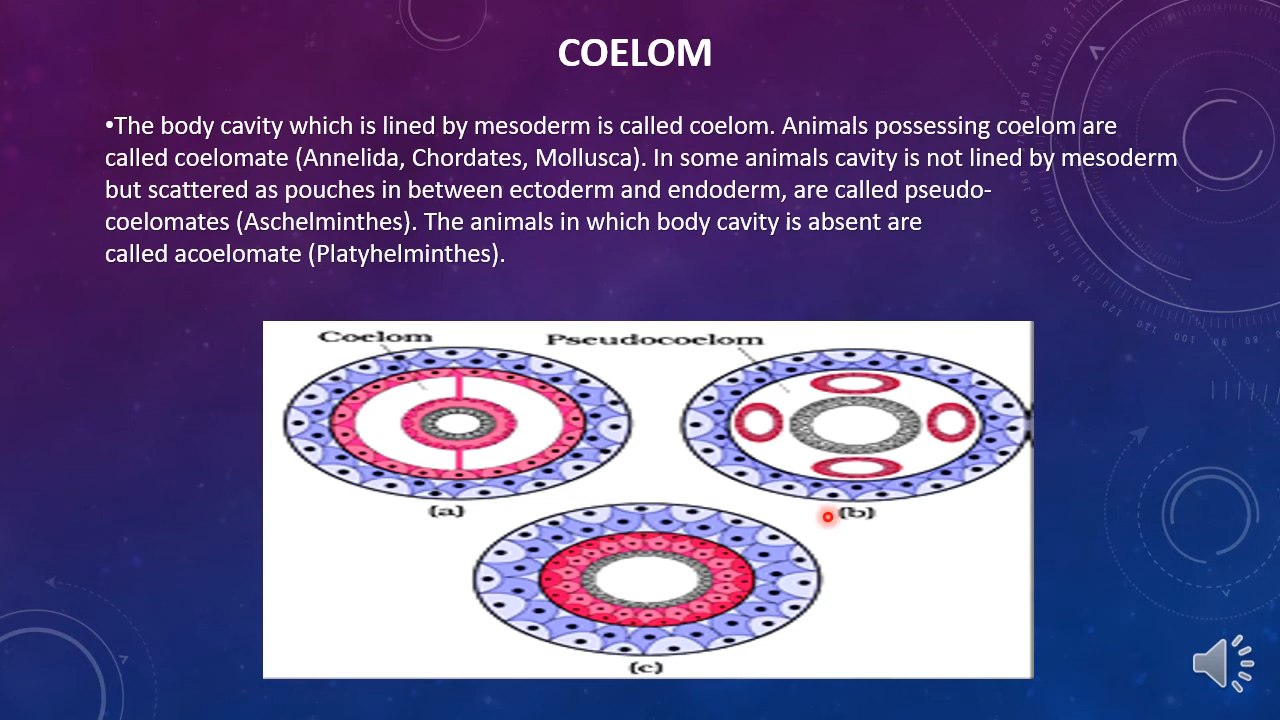 COELOM
•The body cavity which is lined by mesoderm is called coelom. Animals possessing coelom are
called coelomate (Annelida, Chordates, Mollusca). In some animals cavity is not lined by mesoderm
but scattered as pouches in between ectoderm and endoderm, are called pseudo-
coelomates (Aschelminthes). The animals in which body cavity is absent are
called acoelomate (Platyhelminthes).
Coelom
Pseudocoelom
(a)
(b)
(c)